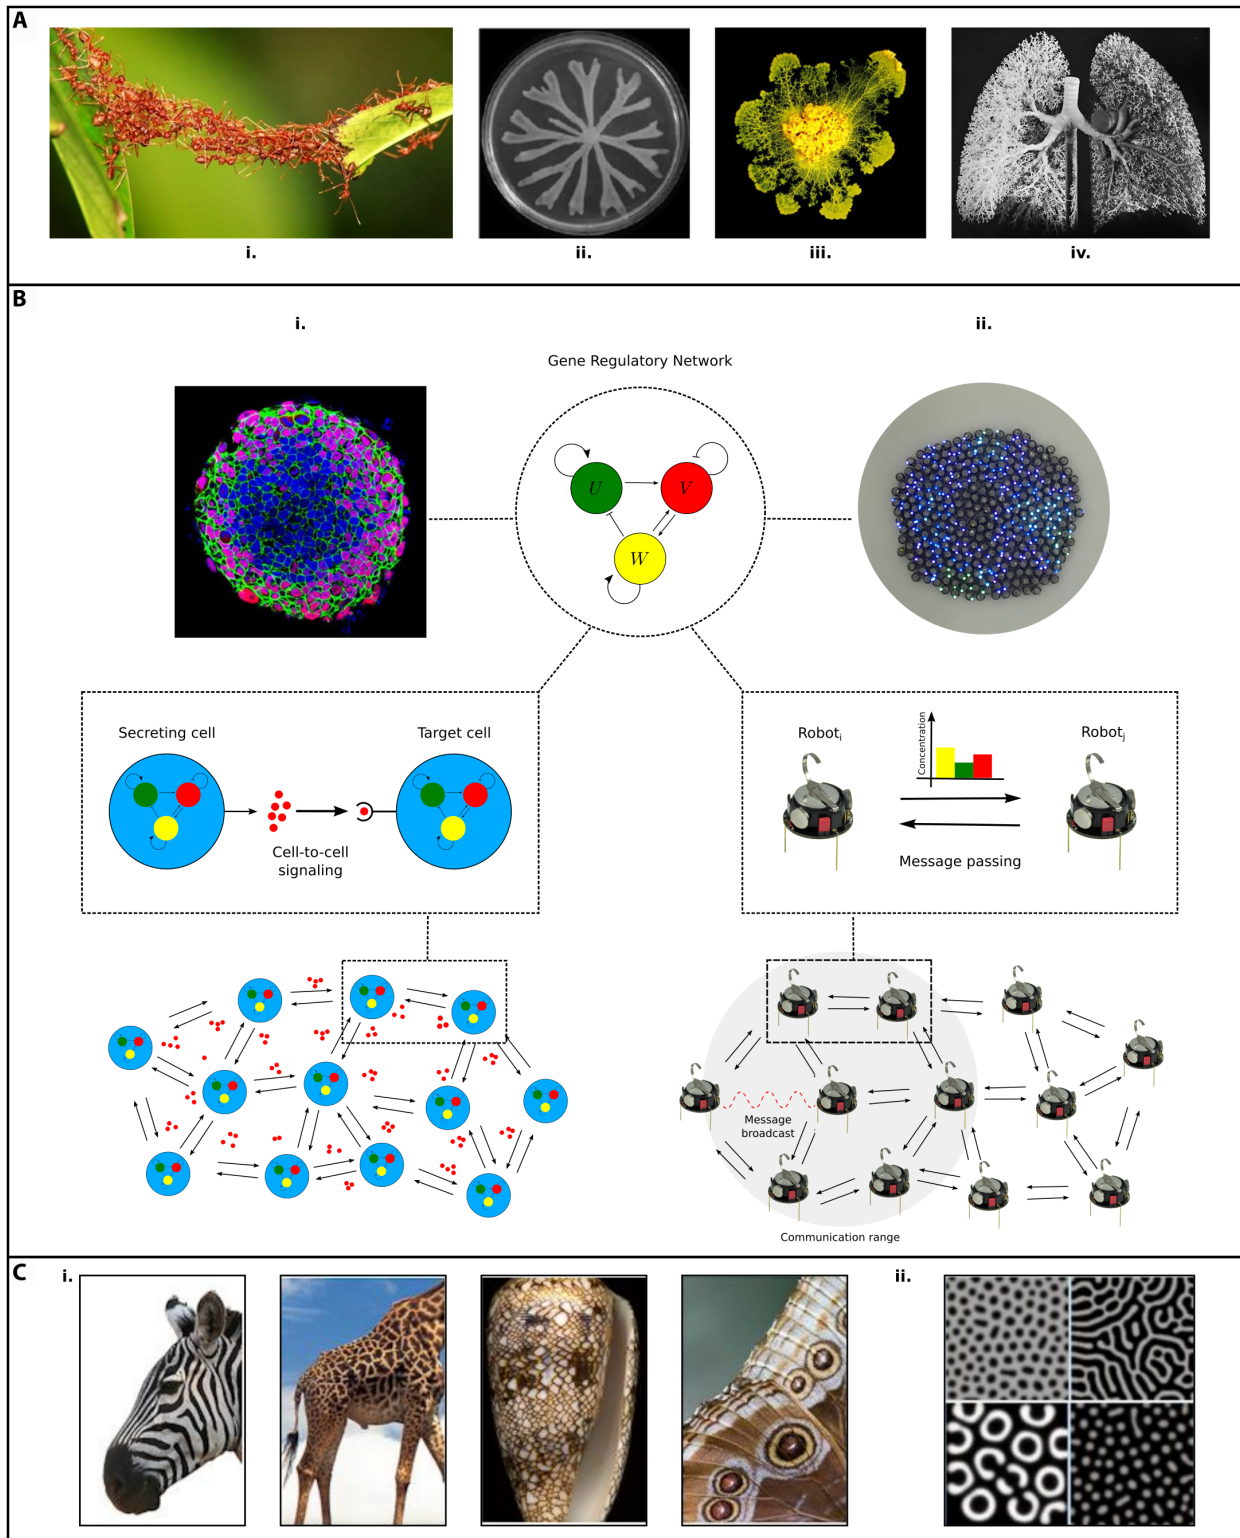 A
i.
ii.
iii.
iv.
B
i.
ii.
Gene Regulatory Network
U
V
W
Secreting cell
Target cell
Cell-to-cell
signaling
Robot_i
Concentration
Robot_j
Message passing
Message
broadcast
Communication range
C
i.
ii.